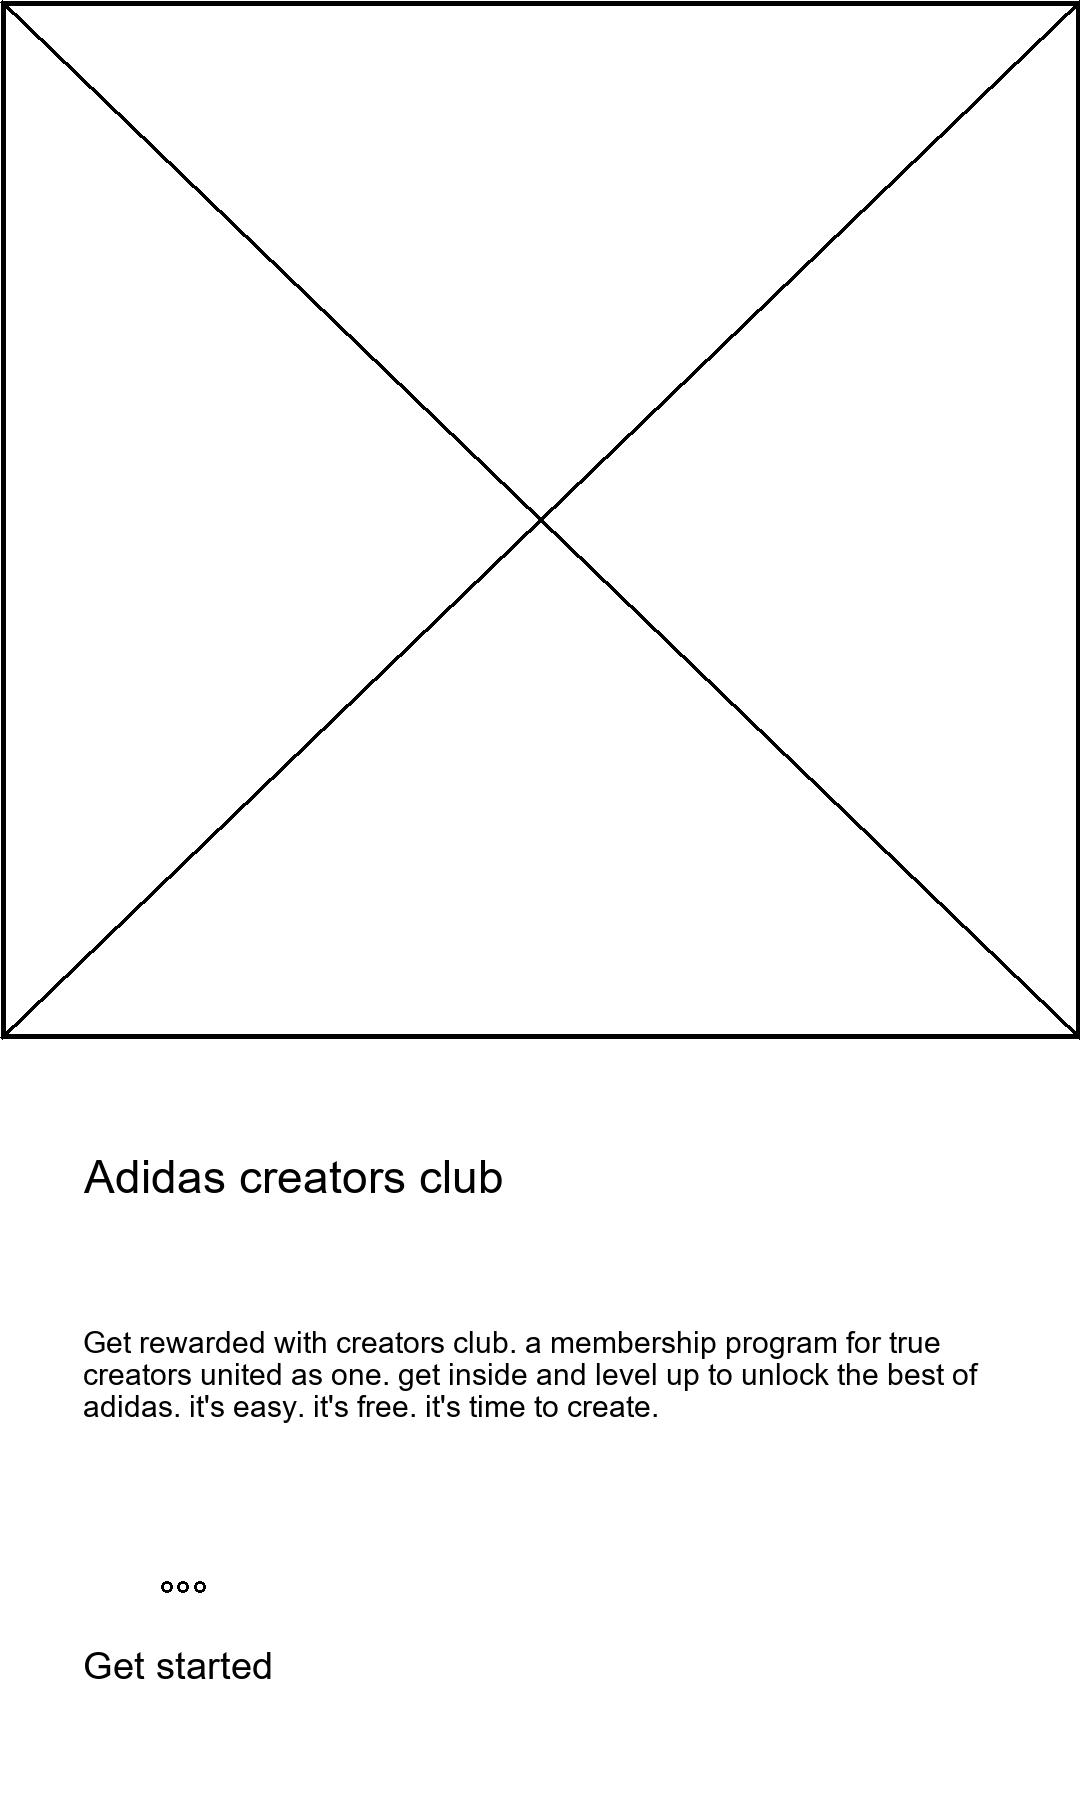 Adidas creators club
Get rewarded with creators club. a membership program for true
creators united as one. get inside and level up to unlock the best of
adidas. it's easy. it's free. it's time to create.
Get started